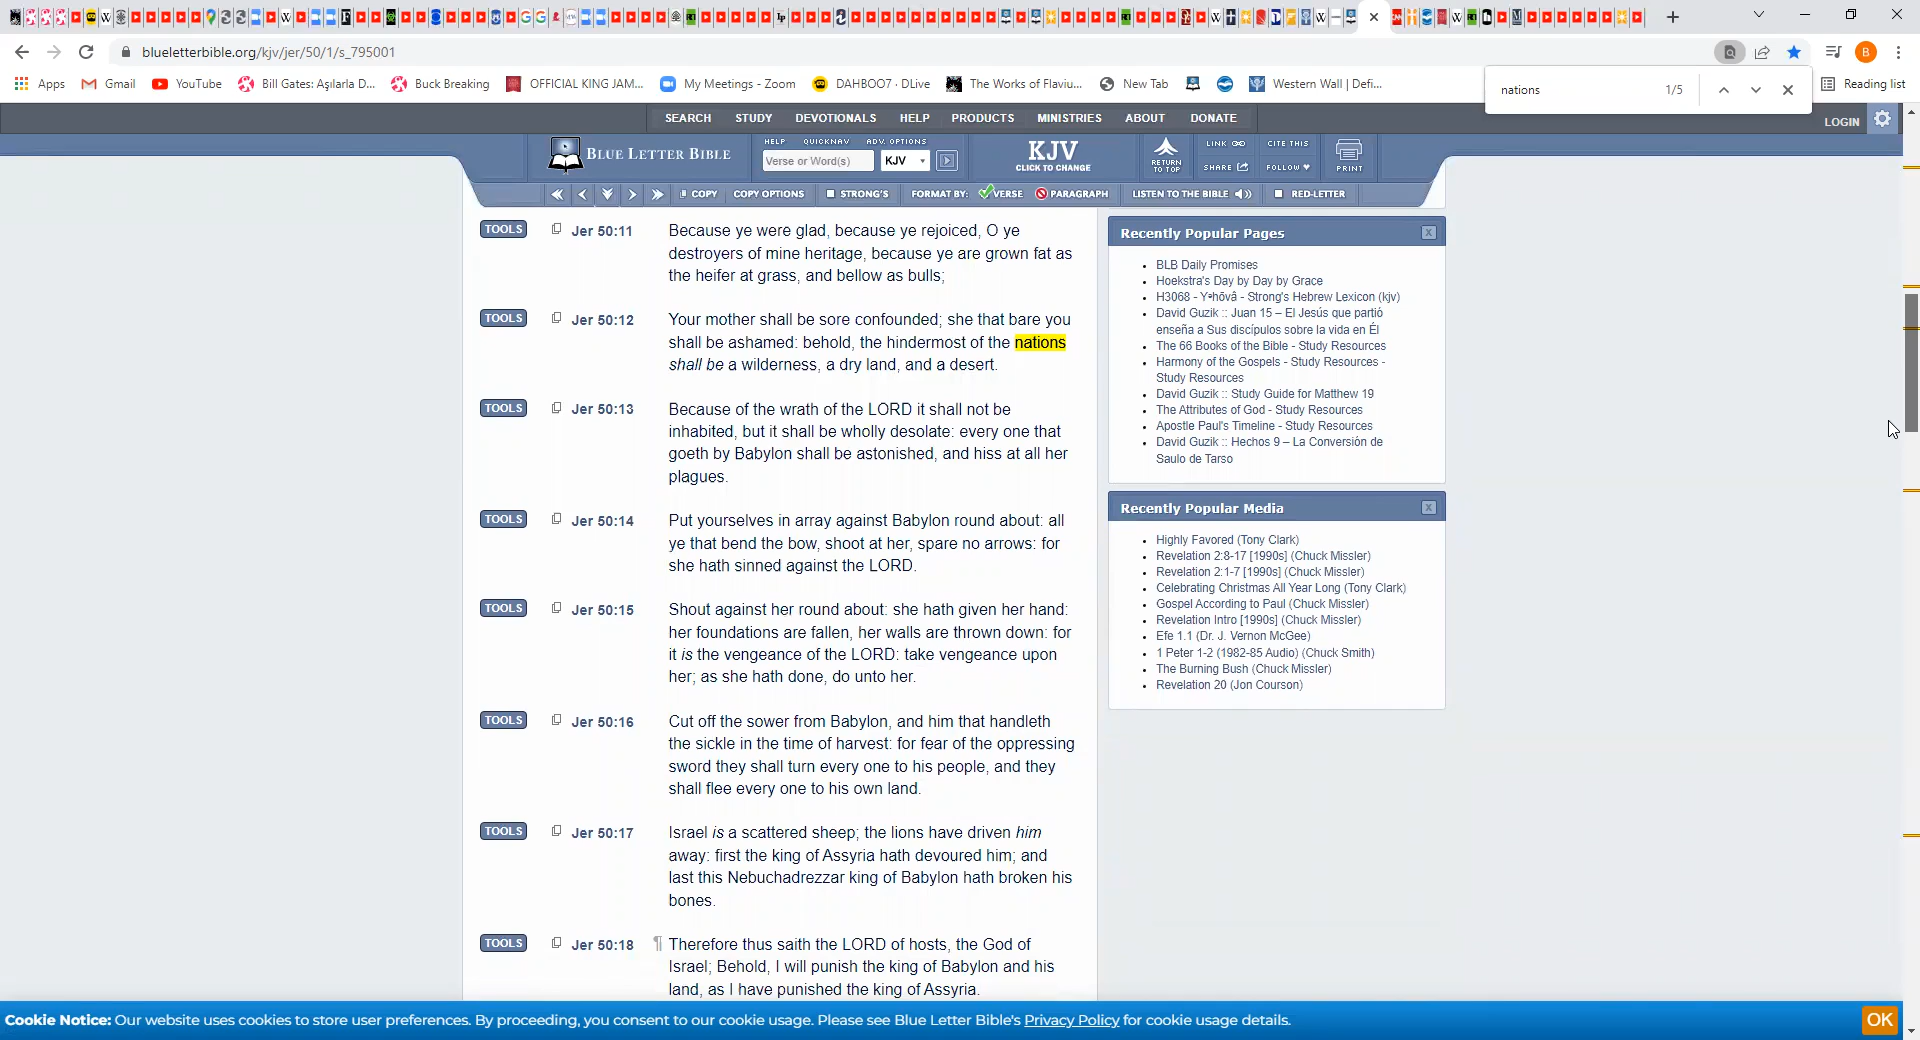 blueletterbible.org/kjv/jer/50/1/s_795001
B
Apps
Gmail
YouTube
Bill Gates: Aşılarla D...
Buck Breaking
OFFICIAL KING JAM...
My Meetings - Zoom
DAHBOO7 · DLive
The Works of Flaviu...
New Tab
Western Wall | Defi...
Reading list
nations 1/5
SEARCH STUDY DEVOTIONALS HELP PRODUCTS MINISTRIES ABOUT DONATE
LOGIN
BLUE LETTER BIBLE
HELP QUICKNAV ADV. OPTIONS
Verse or Word(s)
KJV
KJV
CLICK TO CHANGE
RETURN
TO TOP
LINK
CITE THIS
SHARE
FOLLOW
PRINT
COPY COPY OPTIONS STRONG'S FORMAT BY: VERSE PARAGRAPH LISTEN TO THE BIBLE RED-LETTER
TOOLS Jer 50:11 Because ye were glad, because ye rejoiced, O ye
destroyers of mine heritage, because ye are grown fat as
the heifer at grass, and bellow as bulls;
TOOLS Jer 50:12 Your mother shall be sore confounded; she that bare you
shall be ashamed: behold, the hindermost of the nations
shall be a wilderness, a dry land, and a desert.
TOOLS Jer 50:13 Because of the wrath of the LORD it shall not be
inhabited, but it shall be wholly desolate: every one that
goeth by Babylon shall be astonished, and hiss at all her
plagues.
TOOLS Jer 50:14 Put yourselves in array against Babylon round about: all
ye that bend the bow, shoot at her, spare no arrows: for
she hath sinned against the LORD.
TOOLS Jer 50:15 Shout against her round about: she hath given her hand:
her foundations are fallen, her walls are thrown down: for
it is the vengeance of the LORD: take vengeance upon
her; as she hath done, do unto her.
TOOLS Jer 50:16 Cut off the sower from Babylon, and him that handleth
the sickle in the time of harvest: for fear of the oppressing
sword they shall turn every one to his people, and they
shall flee every one to his own land.
TOOLS Jer 50:17 Israel is a scattered sheep; the lions have driven him
away: first the king of Assyria hath devoured him; and
last this Nebuchadrezzar king of Babylon hath broken his
bones.
TOOLS Jer 50:18 ¶ Therefore thus saith the LORD of hosts, the God of
Israel; Behold, I will punish the king of Babylon and his
land, as I have punished the king of Assyria.
Recently Popular Pages
BLB Daily Promises
Hoekstra's Day by Day by Grace
H3068 - Yᵊhōvâ - Strong's Hebrew Lexicon (kjv)
David Guzik :: Juan 15 – El Jesús que partió
enseña a Sus discípulos sobre la vida en Él
The 66 Books of the Bible - Study Resources
Harmony of the Gospels - Study Resources -
Study Resources
David Guzik :: Study Guide for Matthew 19
The Attributes of God - Study Resources
Apostle Paul's Timeline - Study Resources
David Guzik :: Hechos 9 – La Conversión de
Saulo de Tarso
Recently Popular Media
Highly Favored (Tony Clark)
Revelation 2:8-17 [1990s] (Chuck Missler)
Revelation 2:1-7 [1990s] (Chuck Missler)
Celebrating Christmas All Year Long (Tony Clark)
Gospel According to Paul (Chuck Missler)
Revelation Intro [1990s] (Chuck Missler)
Efe 1.1 (Dr. J. Vernon McGee)
1 Peter 1-2 (1982-85 Audio) (Chuck Smith)
The Burning Bush (Chuck Missler)
Revelation 20 (Jon Courson)
Cookie Notice: Our website uses cookies to store user preferences. By proceeding, you consent to our cookie usage. Please see Blue Letter Bible's Privacy Policy for cookie usage details.
OK